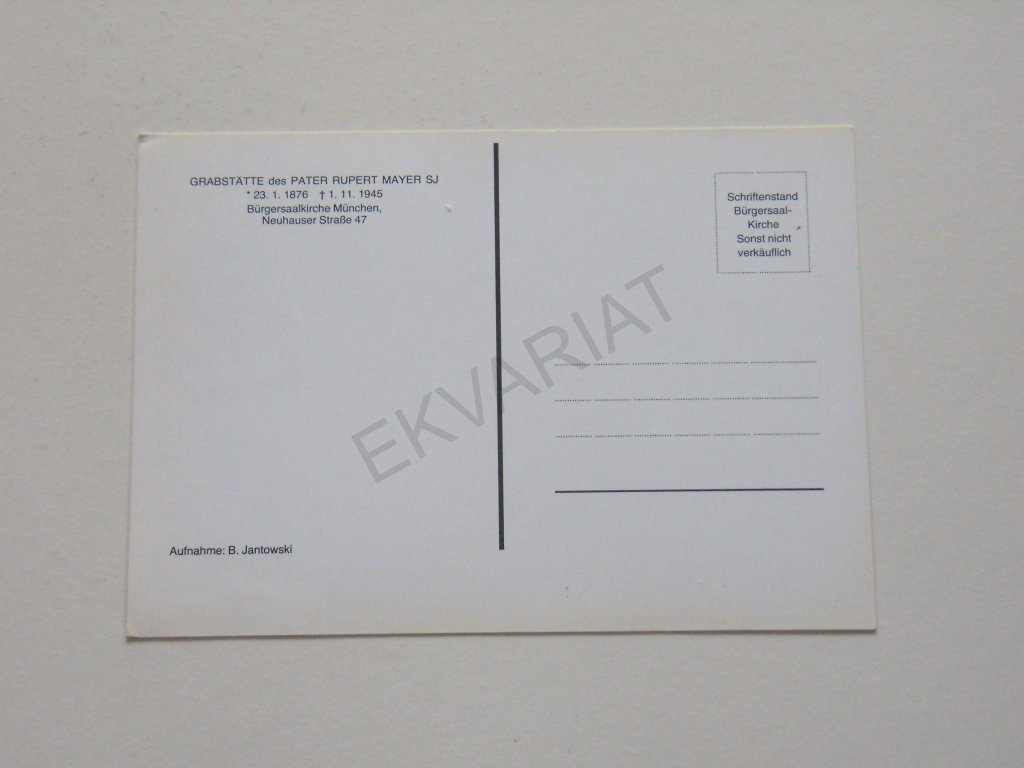 GRABSTÄTTE des PATER RUPERT MAYER SJ
* 23. 1. 1876 † 1. 11. 1945
Bürgersaalkirche München,
Neuhauser Straße 47
Schriftenstand
Bürgersaal-
Kirche
Sonst nicht
verkäuflich
EKVARIAT
Aufnahme: B. Jantowski